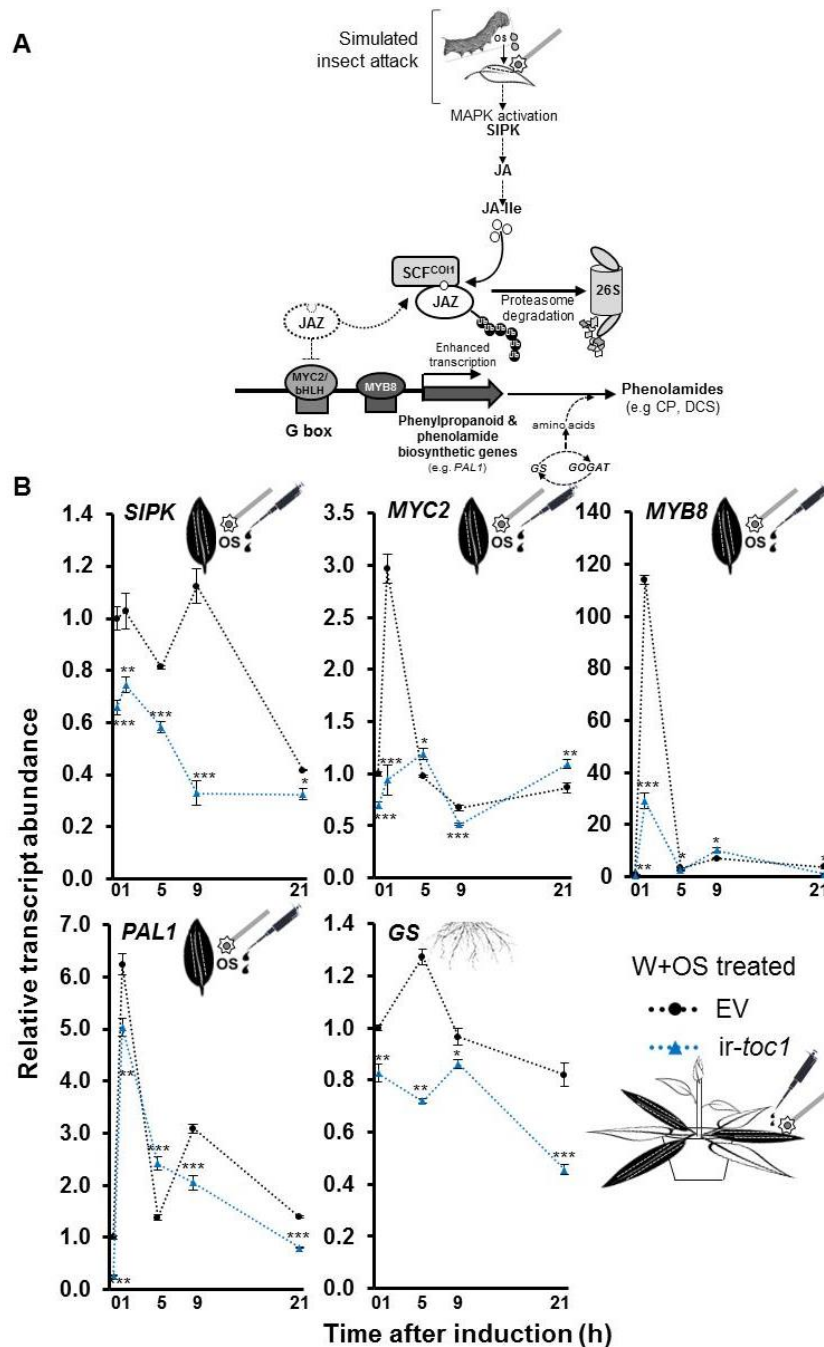 A
Simulated
insect attack
OS
MAPK activation
SIPK
JA
JA-Ile
SCF^COI1
JAZ
26S
Proteasome
degradation
JAZ
Enhanced
transcription
MYC2/
bHLH
MYB8
G box
Phenylpropanoid &
phenolamide
biosynthetic genes
(e.g. PAL1)
Phenolamides
(e.g CP, DCS)
amino acids
GS
GOGAT
B
SIPK
OS
1.4
1.2
1.0
0.8
0.6
0.4
0.2
0.0
**
***
***
***
*
01
5
9
21
MYC2
OS
3.5
3.0
2.5
2.0
1.5
1.0
0.5
0.0
***
***
*
***
**
01
5
9
21
MYB8
OS
140
120
100
80
60
40
20
0
***
**
*
*
01
5
9
21
Relative transcript abundance
PAL1
OS
7.0
6.0
5.0
4.0
3.0
2.0
1.0
0.0
**
***
***
***
***
01
5
9
21
GS
1.4
1.2
1.0
0.8
0.6
0.4
0.2
0.0
**
**
*
***
01
5
9
21
W+OS treated
EV
ir-toc1
Time after induction (h)